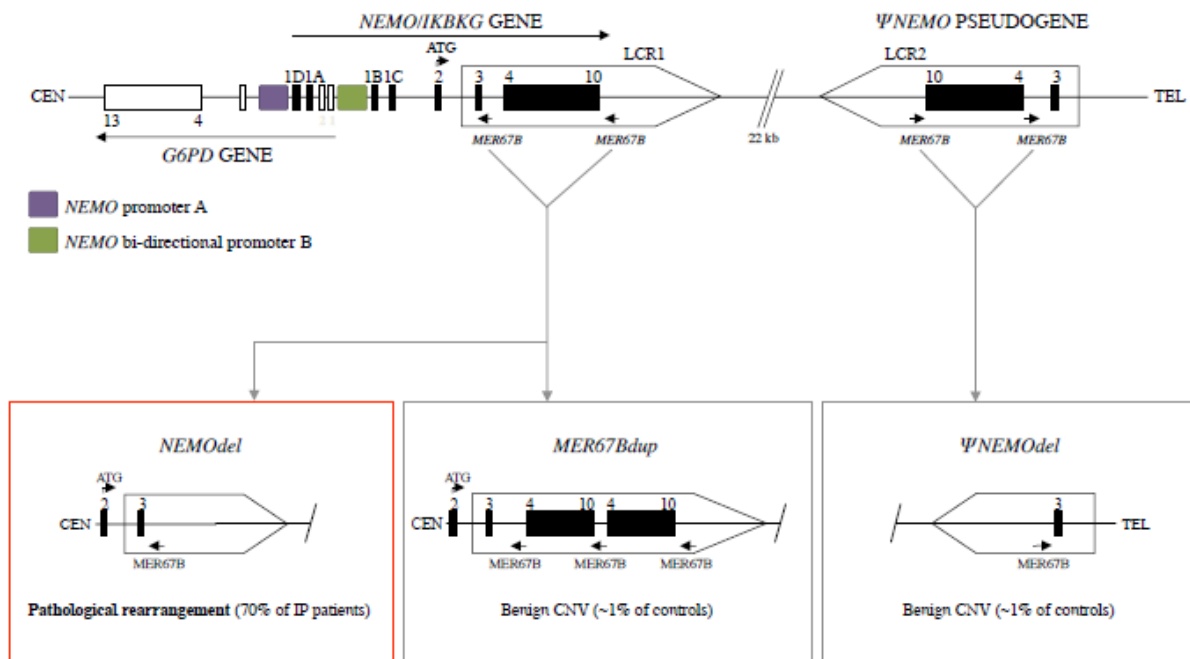 NEMO/IKBKG GENE
ΨNEMO PSEUDOGENE
ATG
LCR1
LCR2
1D1A 1B1C 2 3 4 10 10 4 3
CEN
TEL
13 4
MER67B MER67B 22 kb MER67B MER67B
G6PD GENE
NEMO promoter A
NEMO bi-directional promoter B
NEMOdel
ATG
2 3
CEN
MER67B
Pathological rearrangement (70% of IP patients)
MER67Bdup
ATG
2 3 4 10 4 10
CEN
MER67B MER67B MER67B
Benign CNV (~1% of controls)
ΨNEMOdel
3
TEL
MER67B
Benign CNV (~1% of controls)